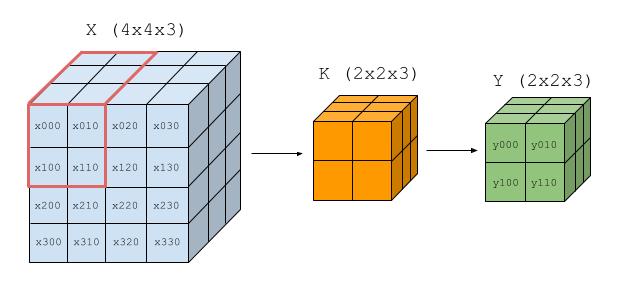 X (4x4x3)
K (2x2x3)
Y (2x2x3)
x000 x010 x020 x030
x100 x110 x120 x130
x200 x210 x220 x230
x300 x310 x320 x330
y000 y010
y100 y110